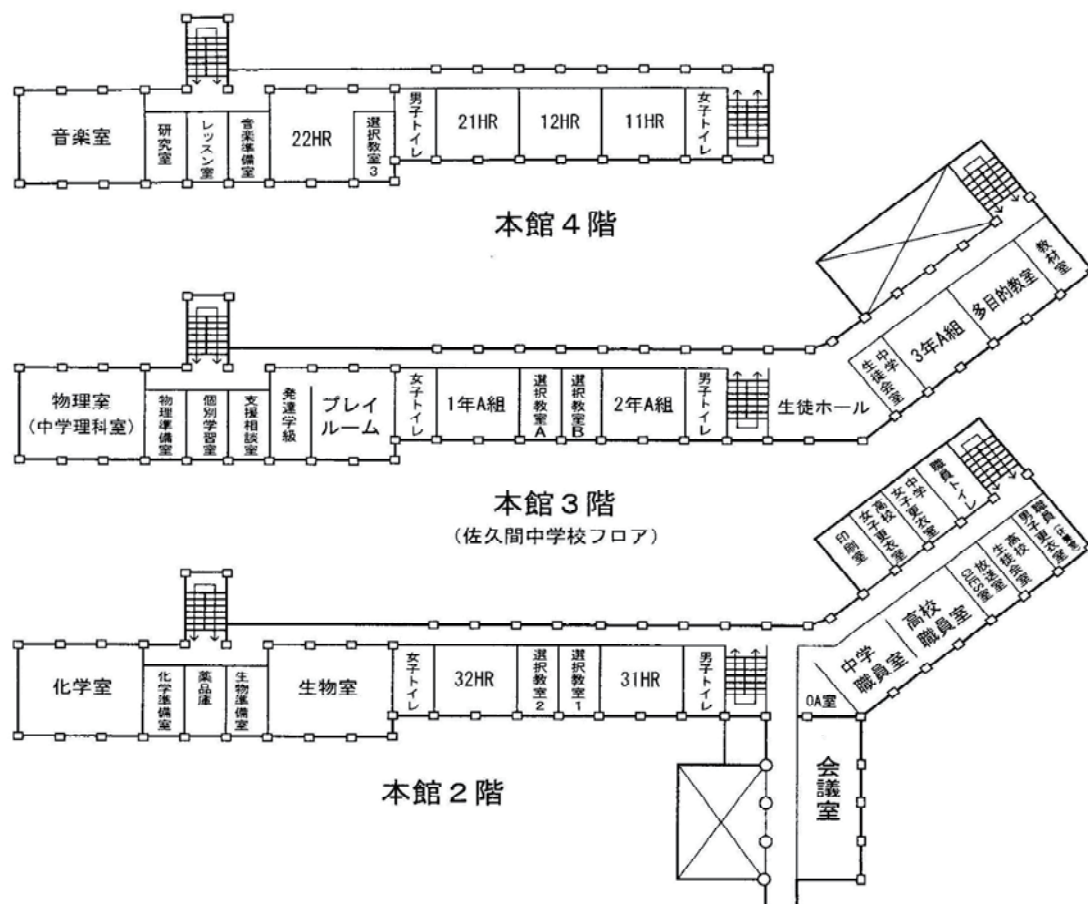 音楽室
研究室
レッスン室
音楽準備室
22HR
選択教室3
男子トイレ
21HR
12HR
11HR
女子トイレ
本館4階
物理室
(中学理科室)
物理準備室
個別学習室
支援相談室
発達学級
プレイ
ルーム
女子トイレ
1年A組
選択教室A
選択教室B
2年A組
男子トイレ
生徒ホール
中学
生徒会室
3年A組
多目的教室
教材室
本館3階
(佐久間中学校フロア)
化学室
化学準備室
薬品庫
生物準備室
生物室
女子トイレ
32HR
選択教室2
選択教室1
31HR
男子トイレ
印刷室
高校
女子更衣室
中学
女子更衣室
職員トイレ
OA室
中学
職員室
高校
職員室
放送室
高校
生徒会室
職員
男子更衣室
会議室
本館2階